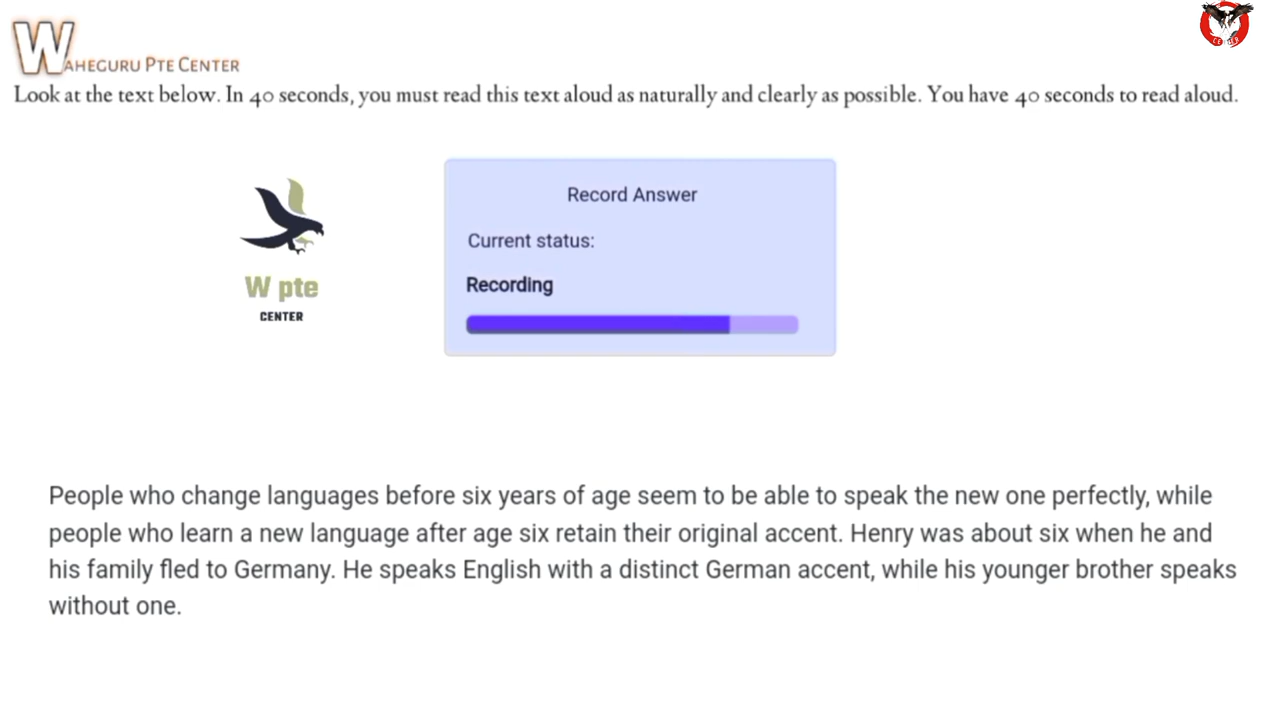 WAHEGURU PTE CENTER
Look at the text below. In 40 seconds, you must read this text aloud as naturally and clearly as possible. You have 40 seconds to read aloud.
Record Answer
Current status:
Recording
W pte
CENTER
People who change languages before six years of age seem to be able to speak the new one perfectly, while
people who learn a new language after age six retain their original accent. Henry was about six when he and
his family fled to Germany. He speaks English with a distinct German accent, while his younger brother speaks
without one.